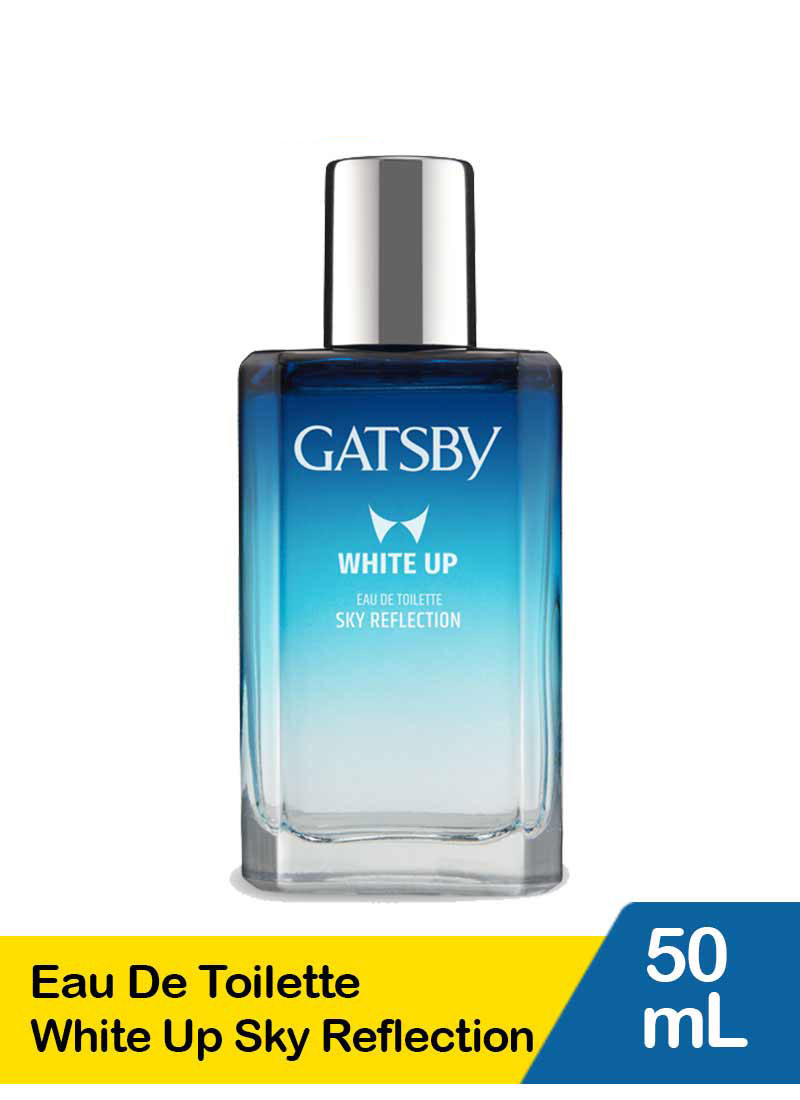 GATSBY
WHITE UP
EAU DE TOILETTE
SKY REFLECTION
Eau De Toilette
White Up Sky Reflection
50
mL